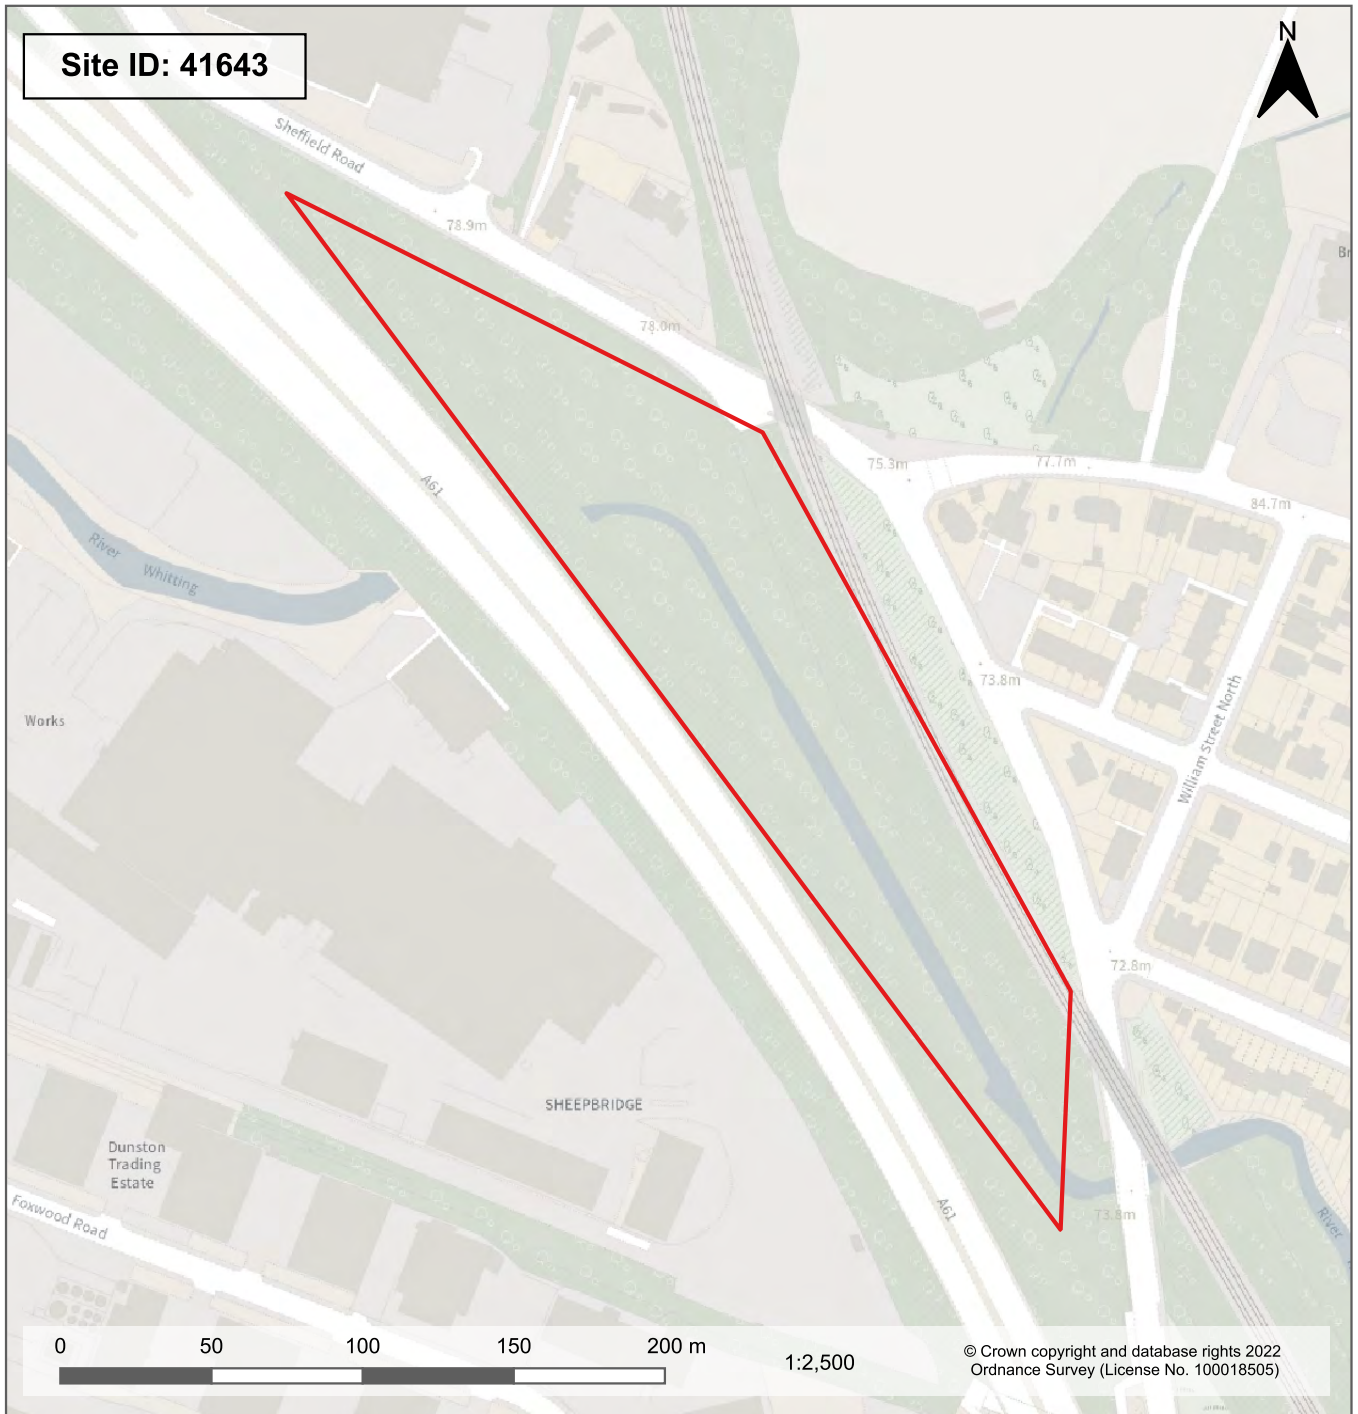 N
Site ID: 41643
Sheffield Road
78.9m
78.0m
75.3m
77.7m
84.7m
A61
River Whitting
73.8m
William Street North
Works
72.8m
SHEEPBRIDGE
Dunston
Trading
Estate
Foxwood Road
A61
73.8m
River
0 50 100 150 200 m
1:2,500
© Crown copyright and database rights 2022
Ordnance Survey (License No. 100018505)